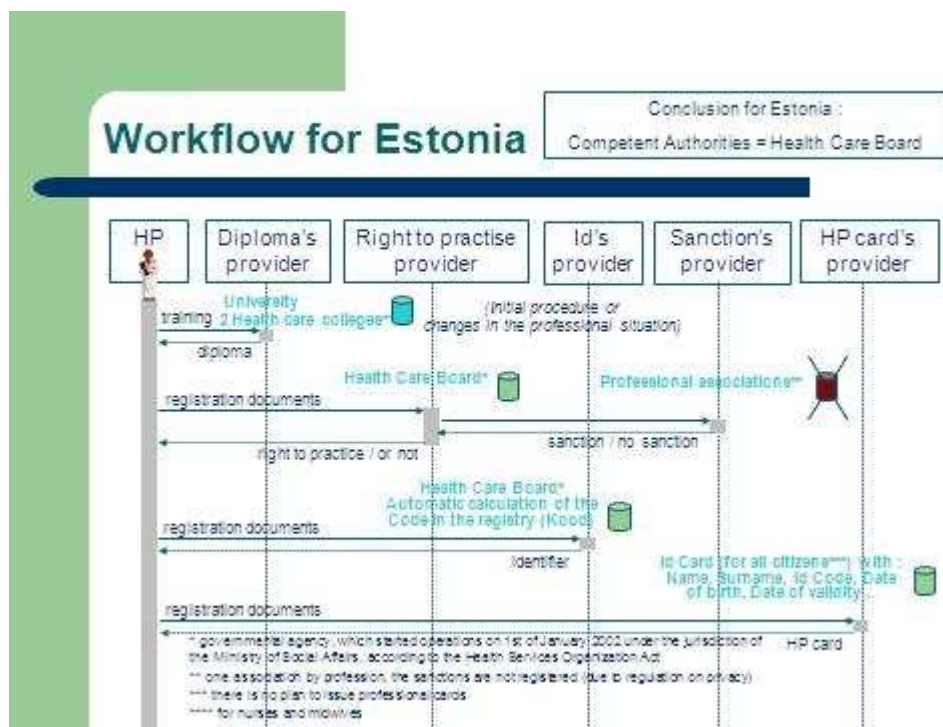 Conclusion for Estonia :
Competent Authorities = Health Care Board
Workflow for Estonia
HP
Diploma's
provider
Right to practise
provider
Id's
provider
Sanction's
provider
HP card's
provider
University
2 Health care colleges**
(Initial procedure or
changes in the professional situation)
training
diploma
Health Care Board*
Professional associations**
registration documents
sanction / no sanction
right to practice / or not
Health Care Board*
Automatic calculation of the
Code in the registry (Kood)
registration documents
Identifier
Id Card (for all citizens***) with :
Name, Surname, Id Code, Date
of birth, Date of validity...
registration documents
HP card
* governmental agency, which started operations on 1st of January 2002 under the jurisdiction of
the Ministry of Social Affairs, according to the Health Services Organization Act
** one association by profession, the sanctions are not registered (due to regulation on privacy)
*** there is no plan to issue professional cards
**** for nurses and midwives